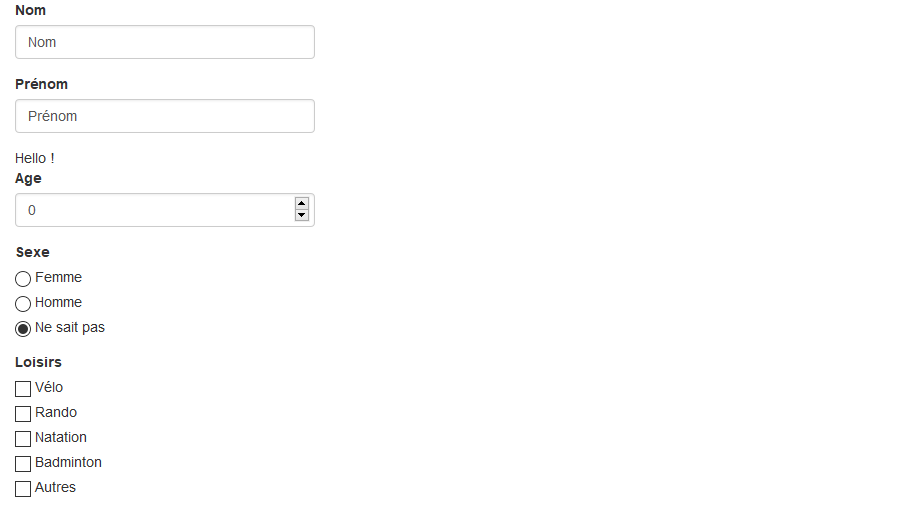 Nom
Nom
Prénom
Prénom
Hello !
Age
0
Sexe
Femme
Homme
Ne sait pas
Loisirs
Vélo
Rando
Natation
Badminton
Autres